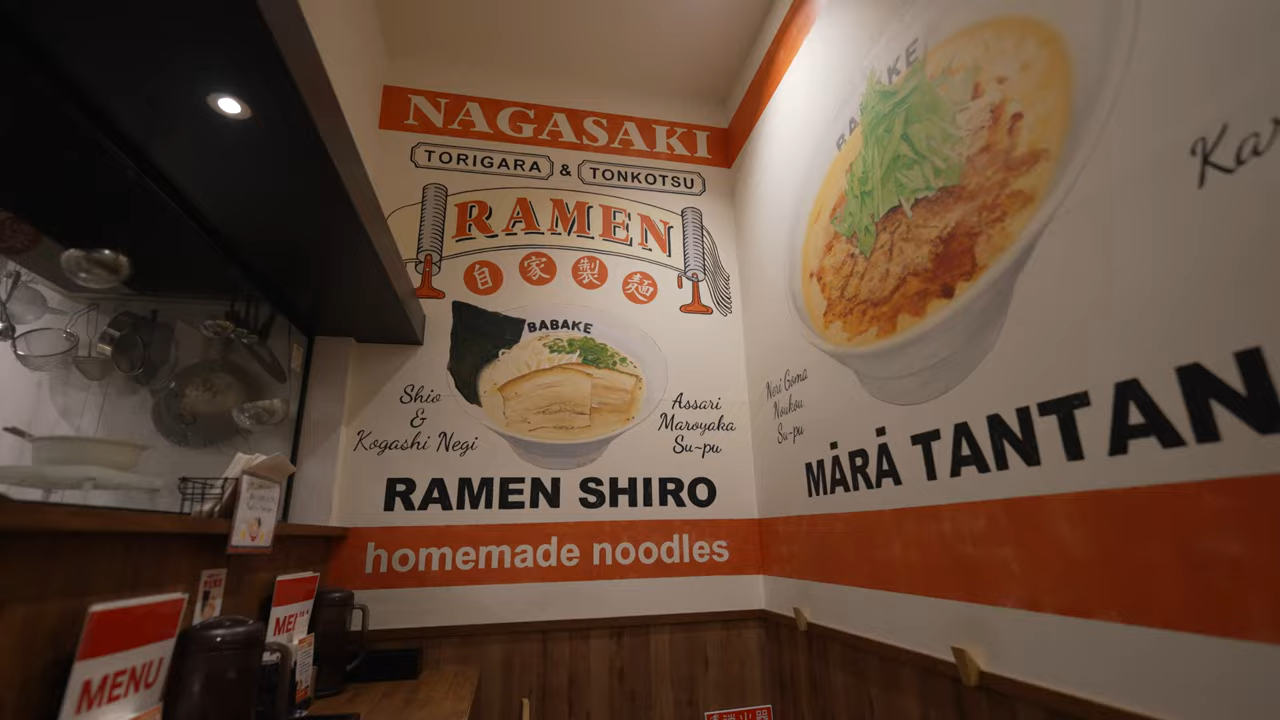 NAGASAKI
TORIGARA & TONKOTSU
RAMEN
自家製麺
BABAKE
Shio
&
Kogashi Negi
Assari
Maroyaka
Su-pu
RAMEN SHIRO
homemade noodles
Neri Goma
Noukou
Su-pu
MĀRĀ TANTAN
MENU